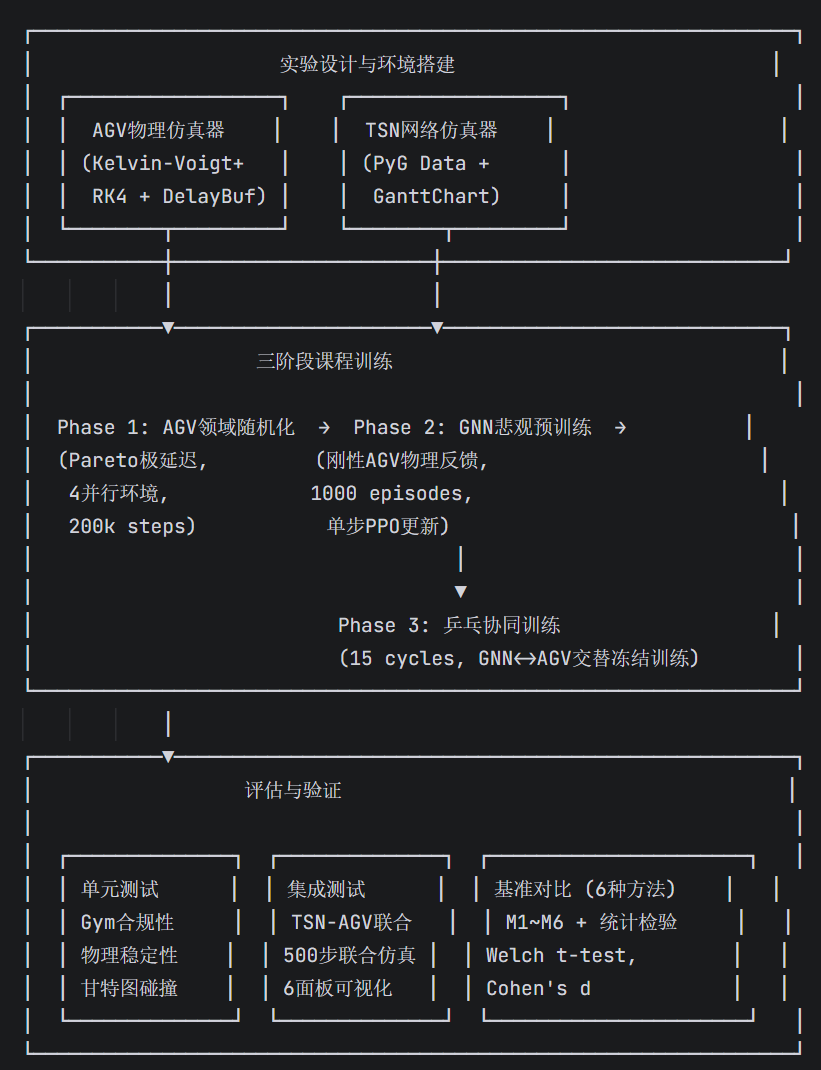 实验设计与环境搭建
AGV物理仿真器 TSN网络仿真器
(Kelvin-Voigt+ (PyG Data +
RK4 + DelayBuf) GanttChart)
三阶段课程训练
Phase 1: AGV领域随机化 → Phase 2: GNN悲观预训练 →
(Pareto极延迟, (刚性AGV物理反馈,
4并行环境, 1000 episodes,
200k steps) 单步PPO更新)
Phase 3: 乒乓协同训练
(15 cycles, GNN↔AGV交替冻结训练)
评估与验证
单元测试 集成测试 基准对比 (6种方法)
Gym合规性 TSN-AGV联合 M1~M6 + 统计检验
物理稳定性 500步联合仿真 Welch t-test,
甘特图碰撞 6面板可视化 Cohen's d